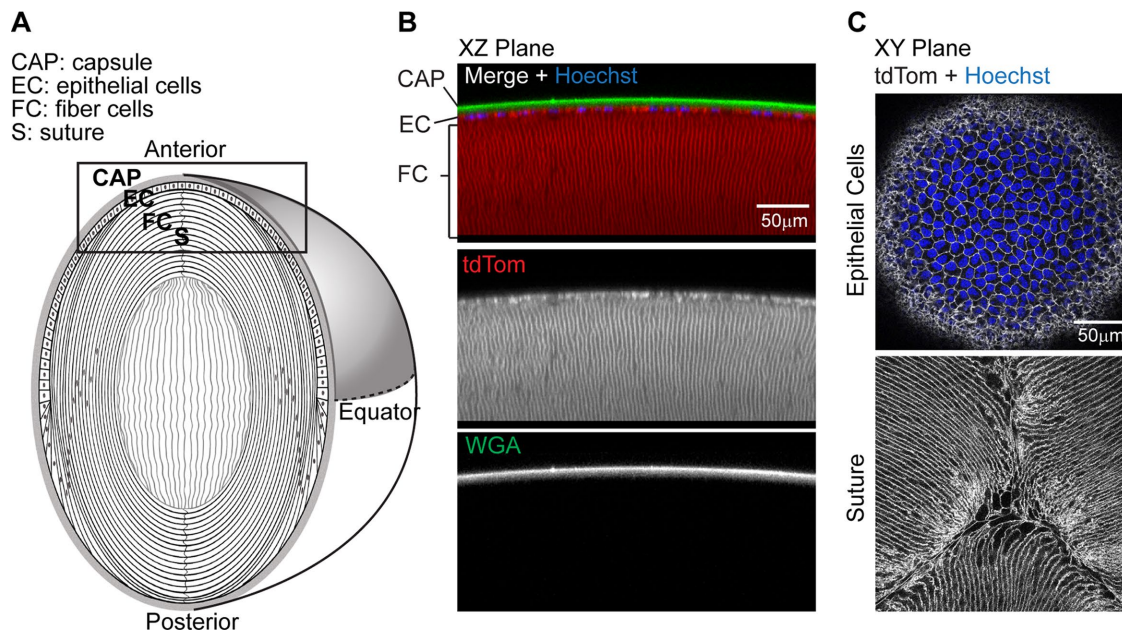 A
CAP: capsule
EC: epithelial cells
FC: fiber cells
S: suture
Anterior
CAP
EC
FC
S
Equator
Posterior
B
XZ Plane
Merge + Hoechst
CAP
EC
FC
50μm
tdTom
WGA
C
XY Plane
tdTom + Hoechst
Epithelial Cells
50μm
Suture